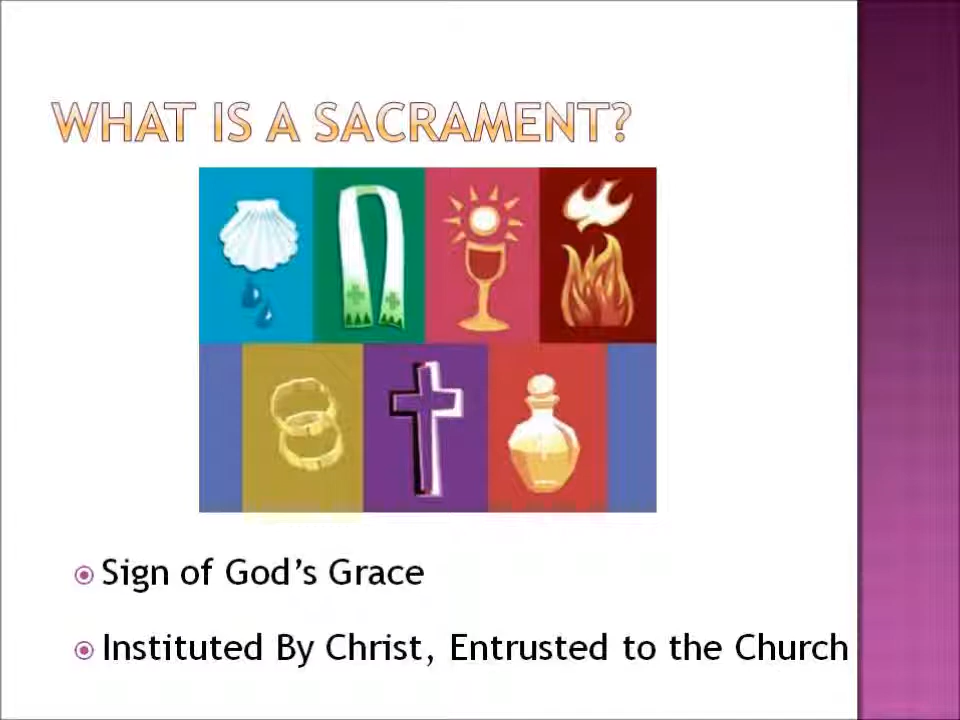 WHAT IS A SACRAMENT?
Sign of God's Grace
Instituted By Christ, Entrusted to the Church